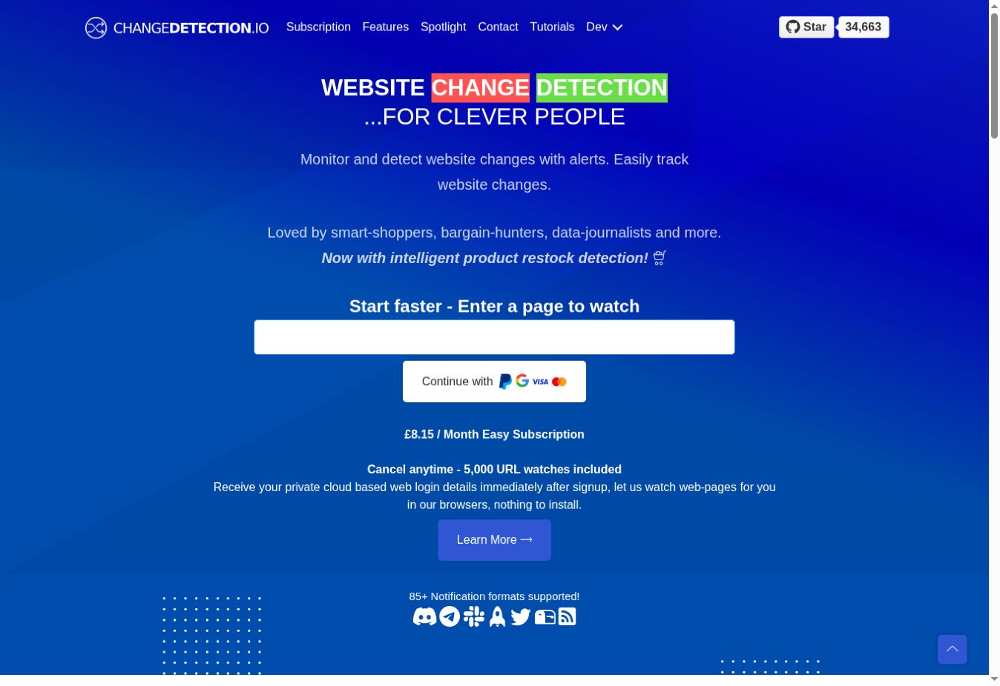 CHANGEDETECTION.IO Subscription Features Spotlight Contact Tutorials Dev Star 34,663
WEBSITE CHANGE DETECTION
...FOR CLEVER PEOPLE
Monitor and detect website changes with alerts. Easily track
website changes.
Loved by smart-shoppers, bargain-hunters, data-journalists and more.
Now with intelligent product restock detection!
Start faster - Enter a page to watch
Continue with VISA
£8.15 / Month Easy Subscription
Cancel anytime - 5,000 URL watches included
Receive your private cloud based web login details immediately after signup, let us watch web-pages for you
in our browsers, nothing to install.
Learn More
85+ Notification formats supported!